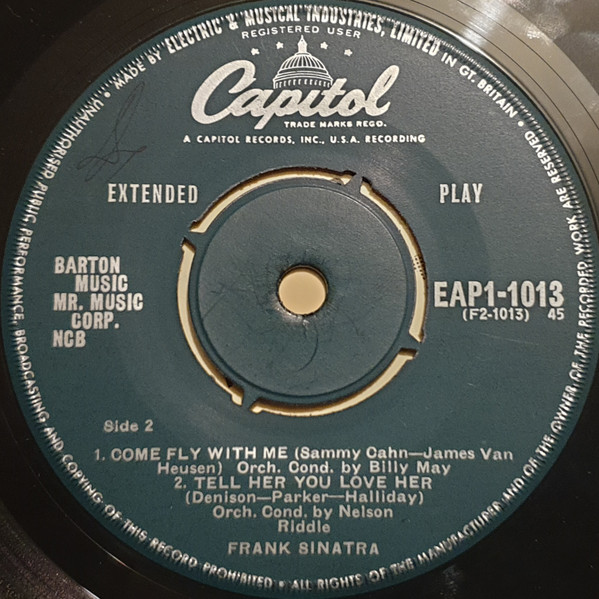 MADE BY ELECTRIC & MUSICAL INDUSTRIES, LIMITED IN GT. BRITAIN • ALL RIGHTS OF THE MANUFACTURER AND OF THE OWNER OF THE RECORDED WORK ARE RESERVED • UNAUTHORISED PUBLIC PERFORMANCE, BROADCASTING AND COPYING OF THIS RECORD PROHIBITED •
REGISTERED USER
Capitol
TRADE MARKS REGD.
A CAPITOL RECORDS, INC., U.S.A. RECORDING
EXTENDED PLAY
BARTON
MUSIC
MR. MUSIC
CORP.
NCB
EAP1-1013
(F2-1013) 45
Side 2
1. COME FLY WITH ME (Sammy Cahn—James Van
Heusen) Orch. Cond. by Billy May
2. TELL HER YOU LOVE HER
(Denison—Parker—Halliday)
Orch. Cond. by Nelson
Riddle
FRANK SINATRA